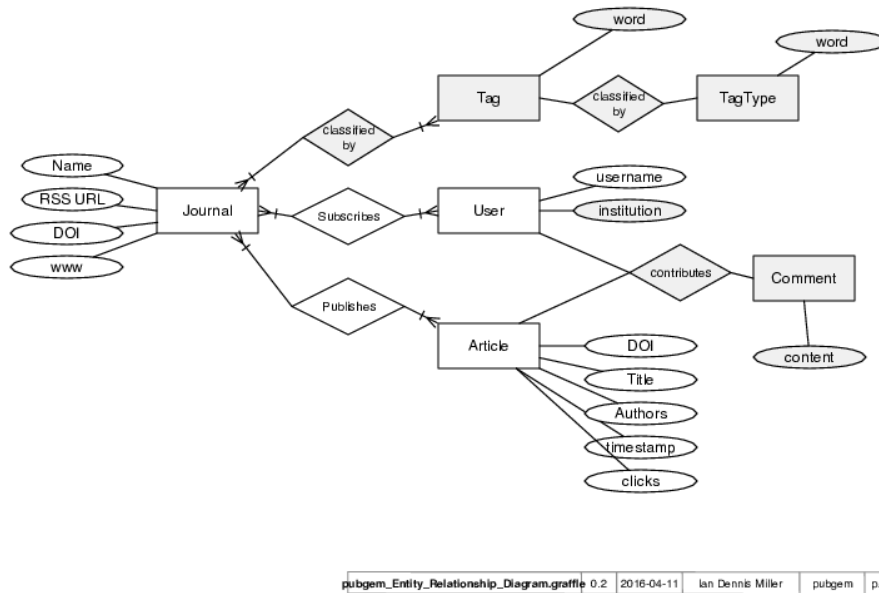 word
word
Tag
classified
by
TagType
classified
by
Name
RSS URL
DOI
www
Journal
Subscribes
User
username
institution
contributes
Comment
content
Publishes
Article
DOI
Title
Authors
timestamp
clicks
pubgem_Entity_Relationship_Diagram.graffle 0.2 2016-04-11 Ian Dennis Miller pubgem